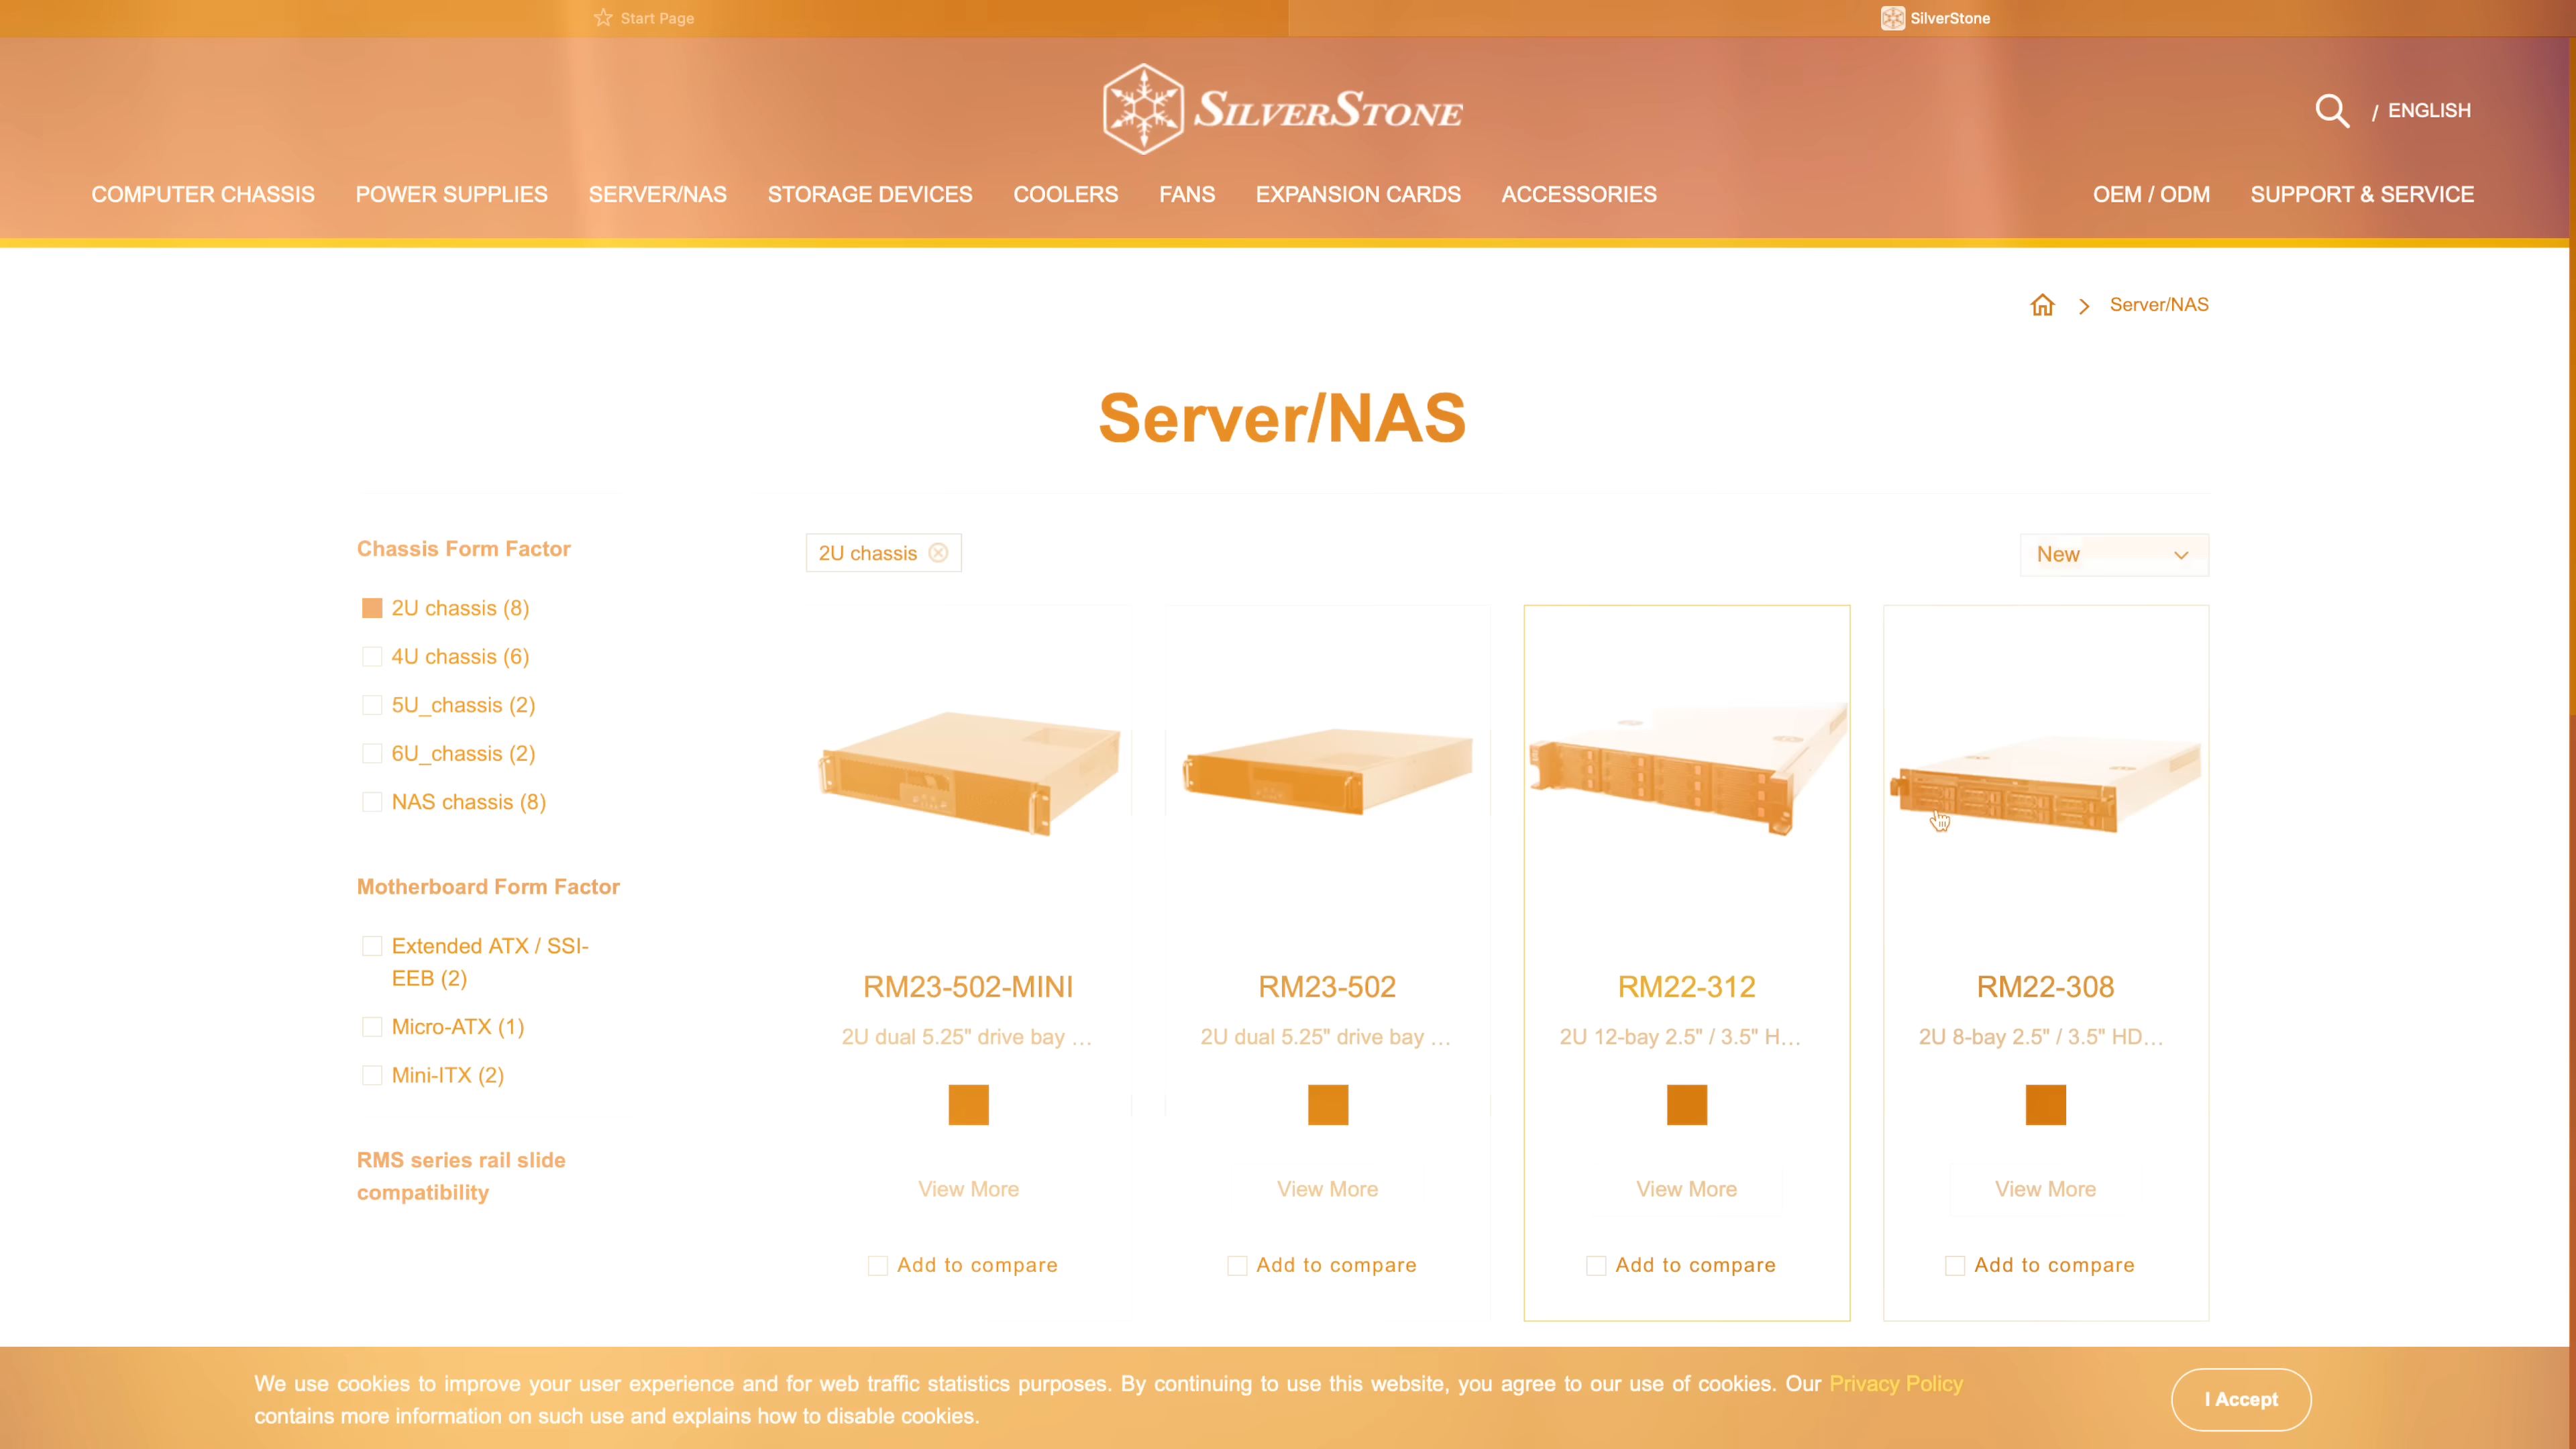 Start Page
SilverStone
SILVERSTONE
/ ENGLISH
COMPUTER CHASSIS
POWER SUPPLIES
SERVER/NAS
STORAGE DEVICES
COOLERS
FANS
EXPANSION CARDS
ACCESSORIES
OEM / ODM
SUPPORT & SERVICE
Server/NAS
Server/NAS
Chassis Form Factor
2U chassis (8)
4U chassis (6)
5U_chassis (2)
6U_chassis (2)
NAS chassis (8)
Motherboard Form Factor
Extended ATX / SSI-
EEB (2)
Micro-ATX (1)
Mini-ITX (2)
RMS series rail slide
compatibility
2U chassis
New
RM23-502-MINI
2U dual 5.25" drive bay ...
View More
Add to compare
RM23-502
2U dual 5.25" drive bay ...
View More
Add to compare
RM22-312
2U 12-bay 2.5" / 3.5" H...
View More
Add to compare
RM22-308
2U 8-bay 2.5" / 3.5" HD...
View More
Add to compare
We use cookies to improve your user experience and for web traffic statistics purposes. By continuing to use this website, you agree to our use of cookies. Our Privacy Policy
contains more information on such use and explains how to disable cookies.
I Accept